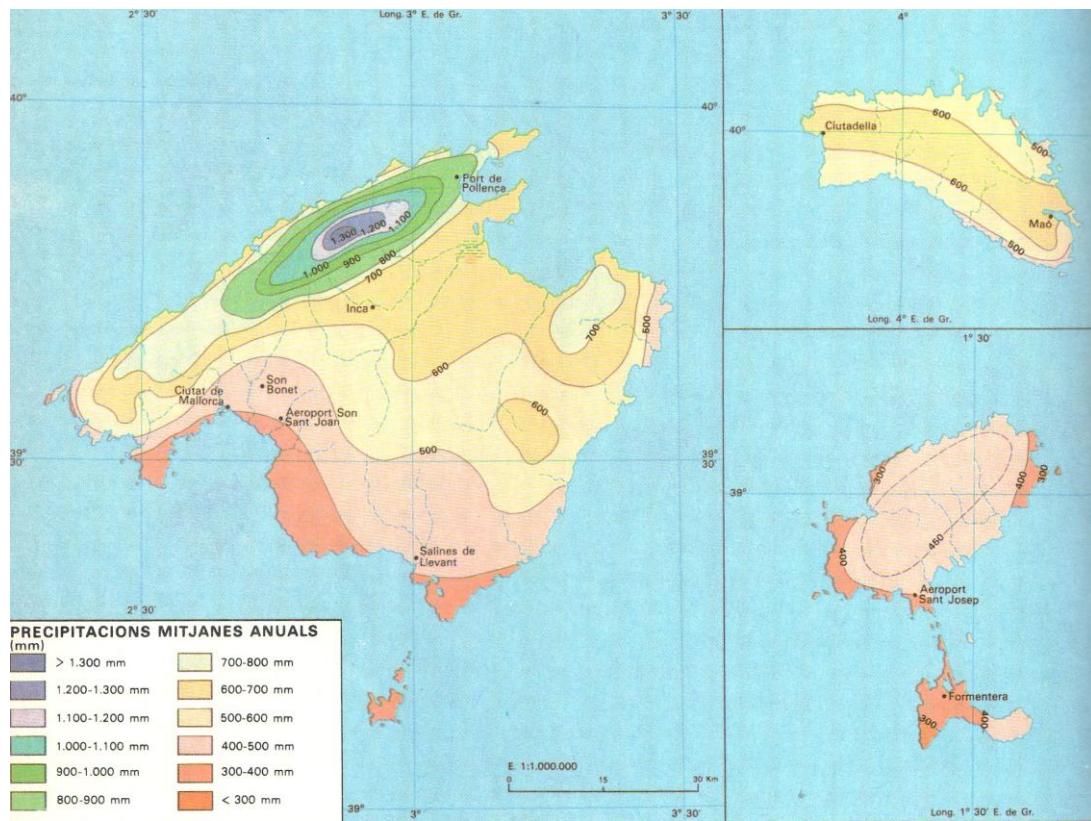 2° 30'
Long. 3° E. de Gr.
3° 30'
4°
40°
40°
40°
Port de
Pollença
1.300
1.200
1.100
1.000
900
800
700
Inca
700
500
600
600
Son
Bonet
Ciutat de
Mallorca
Aeroport Son
Sant Joan
500
39°
30'
39°
30'
Salines de
Llevant
2° 30'
39°
3°
3° 30'
Ciutadella
600
500
600
Maó
500
Long. 4° E. de Gr.
1° 30'
300
400
300
39°
450
400
Aeroport
Sant Josep
Formentera
300
400
Long. 1° 30' E. de Gr.
PRECIPITACIONS MITJANES ANUALS
(mm)
> 1.300 mm
1.200-1.300 mm
1.100-1.200 mm
1.000-1.100 mm
900-1.000 mm
800-900 mm
700-800 mm
600-700 mm
500-600 mm
400-500 mm
300-400 mm
< 300 mm
E. 1:1.000.000
0 15 30 Km